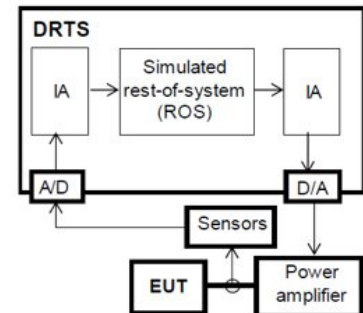 DRTS
IA
Simulated
rest-of-system
(ROS)
IA
A/D
D/A
Sensors
EUT
Power
amplifier